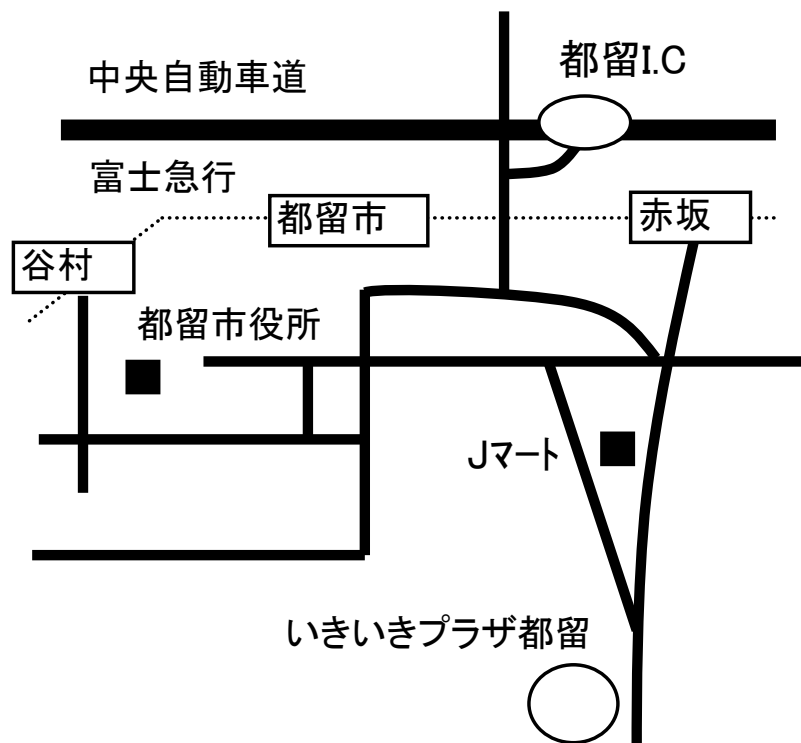 都留I.C
中央自動車道
富士急行
都留市
赤坂
谷村
都留市役所
Jマート
いきいきプラザ都留